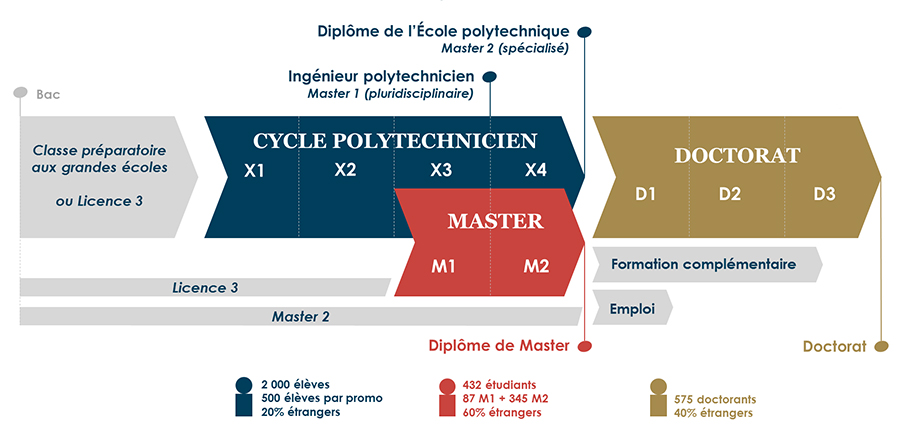 Diplôme de l'École polytechnique
Master 2 (spécialisé)
Ingénieur polytechnicien
Master 1 (pluridisciplinaire)
Bac
Classe préparatoire
aux grandes écoles
ou Licence 3
CYCLE POLYTECHNICIEN
X1 X2 X3 X4
DOCTORAT
D1 D2 D3
MASTER
M1 M2
Formation complémentaire
Licence 3
Emploi
Master 2
Diplôme de Master
Doctorat
2 000 élèves
500 élèves par promo
20% étrangers
432 étudiants
87 M1 + 345 M2
60% étrangers
575 doctorants
40% étrangers